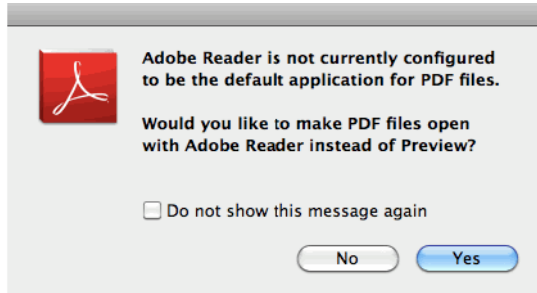 Adobe Reader is not currently configured
to be the default application for PDF files.
Would you like to make PDF files open
with Adobe Reader instead of Preview?
Do not show this message again
No Yes